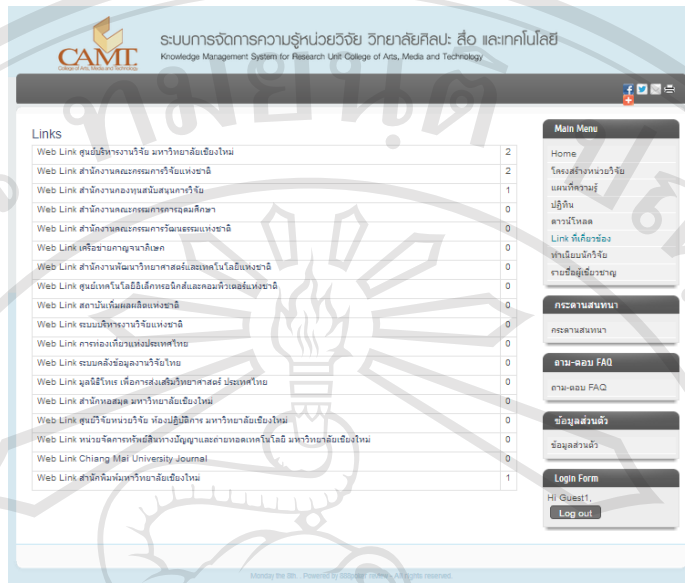 CAMT
College of Arts, Media and Technology
ระบบการจัดการความรู้หน่วยวิจัย วิทยาลัยศิลปะ สื่อ และเทคโนโลยี
Knowledge Management System for Research Unit College of Arts, Media and Technology
Links
Web Link ศูนย์บริหารงานวิจัย มหาวิทยาลัยเชียงใหม่ 2
Web Link สำนักงานคณะกรรมการวิจัยแห่งชาติ 2
Web Link สำนักงานกองทุนสนับสนุนการวิจัย 1
Web Link สำนักงานคณะกรรมการการอุดมศึกษา 0
Web Link สำนักงานคณะกรรมการวัฒนธรรมแห่งชาติ 0
Web Link เครือข่ายกาญจนาภิเษก 0
Web Link สำนักงานพัฒนาวิทยาศาสตร์และเทคโนโลยีแห่งชาติ 0
Web Link ศูนย์เทคโนโลยีอิเล็คทรอนิกส์และคอมพิวเตอร์แห่งชาติ 0
Web Link สถาบันเพิ่มผลผลิตแห่งชาติ 0
Web Link ระบบบริหารงานวิจัยแห่งชาติ 0
Web Link การท่องเที่ยวแห่งประเทศไทย 0
Web Link ระบบคลังข้อมูลงานวิจัยไทย 0
Web Link มูลนิธิโทเร เพื่อการส่งเสริมวิทยาศาสตร์ ประเทศไทย 0
Web Link สำนักหอสมุด มหาวิทยาลัยเชียงใหม่ 0
Web Link ศูนย์วิจัยหน่วยวิจัย ห้องปฏิบัติการ มหาวิทยาลัยเชียงใหม่ 0
Web Link หน่วยจัดการทรัพย์สินทางปัญญาและถ่ายทอดเทคโนโลยี มหาวิทยาลัยเชียงใหม่ 0
Web Link Chiang Mai University Journal 0
Web Link สำนักพิมพ์มหาวิทยาลัยเชียงใหม่ 1
Main Menu
Home
โครงสร้างหน่วยวิจัย
แผนที่ความรู้
ปฏิทิน
ดาวน์โหลด
Link ที่เกี่ยวข้อง
ทำเนียบนักวิจัย
รายชื่อผู้เชี่ยวชาญ
กระดานสนทนา
กระดานสนทนา
ถาม-ตอบ FAQ
ถาม-ตอบ FAQ
ข้อมูลส่วนตัว
ข้อมูลส่วนตัว
Login Form
Hi Guest1,
Log out